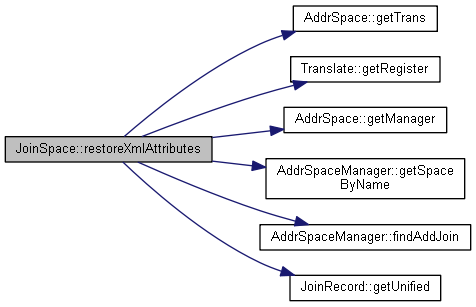 AddrSpace::getTrans
Translate::getRegister
AddrSpace::getManager
JoinSpace::restoreXmlAttributes
AddrSpaceManager::getSpace
ByName
AddrSpaceManager::findAddJoin
JoinRecord::getUnified